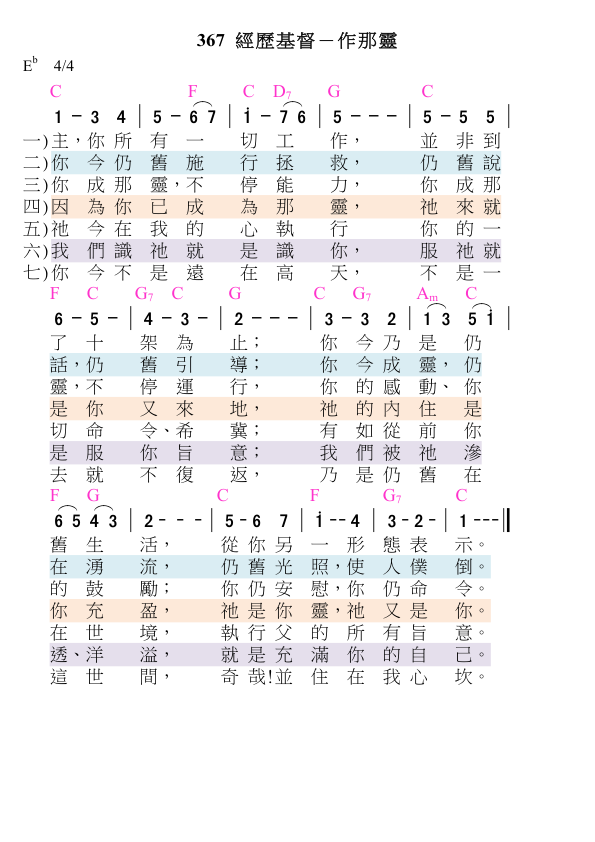 367 經歷基督－作那靈
E^b 4/4
C F C D7 G C
1 - 3 4 | 5 - 6 7 | i - 7 6 | 5 - - - | 5 - 5 5 |
一)主，你 所 有 一 切 工 作， 並 非 到
二)你 今 仍 舊 施 行 拯 救， 仍 舊 說
三)你 成 那 靈，不 停 能 力， 你 成 那
四)因 為 你 已 成 為 那 靈， 祂 來 就
五)祂 今 在 我 的 心 執 行 你 的 一
六)我 們 識 祂 就 是 識 你， 服 祂 就
七)你 今 不 是 遠 在 高 天， 不 是 一
F C G7 C G C G7 Am C
6 - 5 - | 4 - 3 - | 2 - - - | 3 - 3 2 | 1 3 5 i |
了 十 架 為 止； 你 今 乃 是 仍
話，仍 舊 引 導； 你 今 成 靈， 仍
靈，不 停 運 行， 你 的 感 動、 你
是 你 又 來 地， 祂 的 內 住 是
切 命 令、希 冀； 有 如 從 前 你
是 服 你 旨 意； 我 們 被 祂 滲
去 就 不 復 返， 乃 是 仍 舊 在
F G C F G7 C
6 5 4 3 | 2 - - - | 5 - 6 7 | i - - 4 | 3 - 2 - | 1 - - - ‖
舊 生 活， 從 你 另 一 形 態 表 示。
在 湧 流， 仍 舊 光 照，使 人 僕 倒。
的 鼓 勵； 你 仍 安 慰，你 仍 命 令。
你 充 盈， 祂 是 你 靈，祂 又 是 你。
在 世 境， 執 行 父 的 所 有 旨 意。
透、洋 溢， 就 是 充 滿 你 的 自 己。
這 世 間， 奇 哉!並 住 在 我 心 坎。